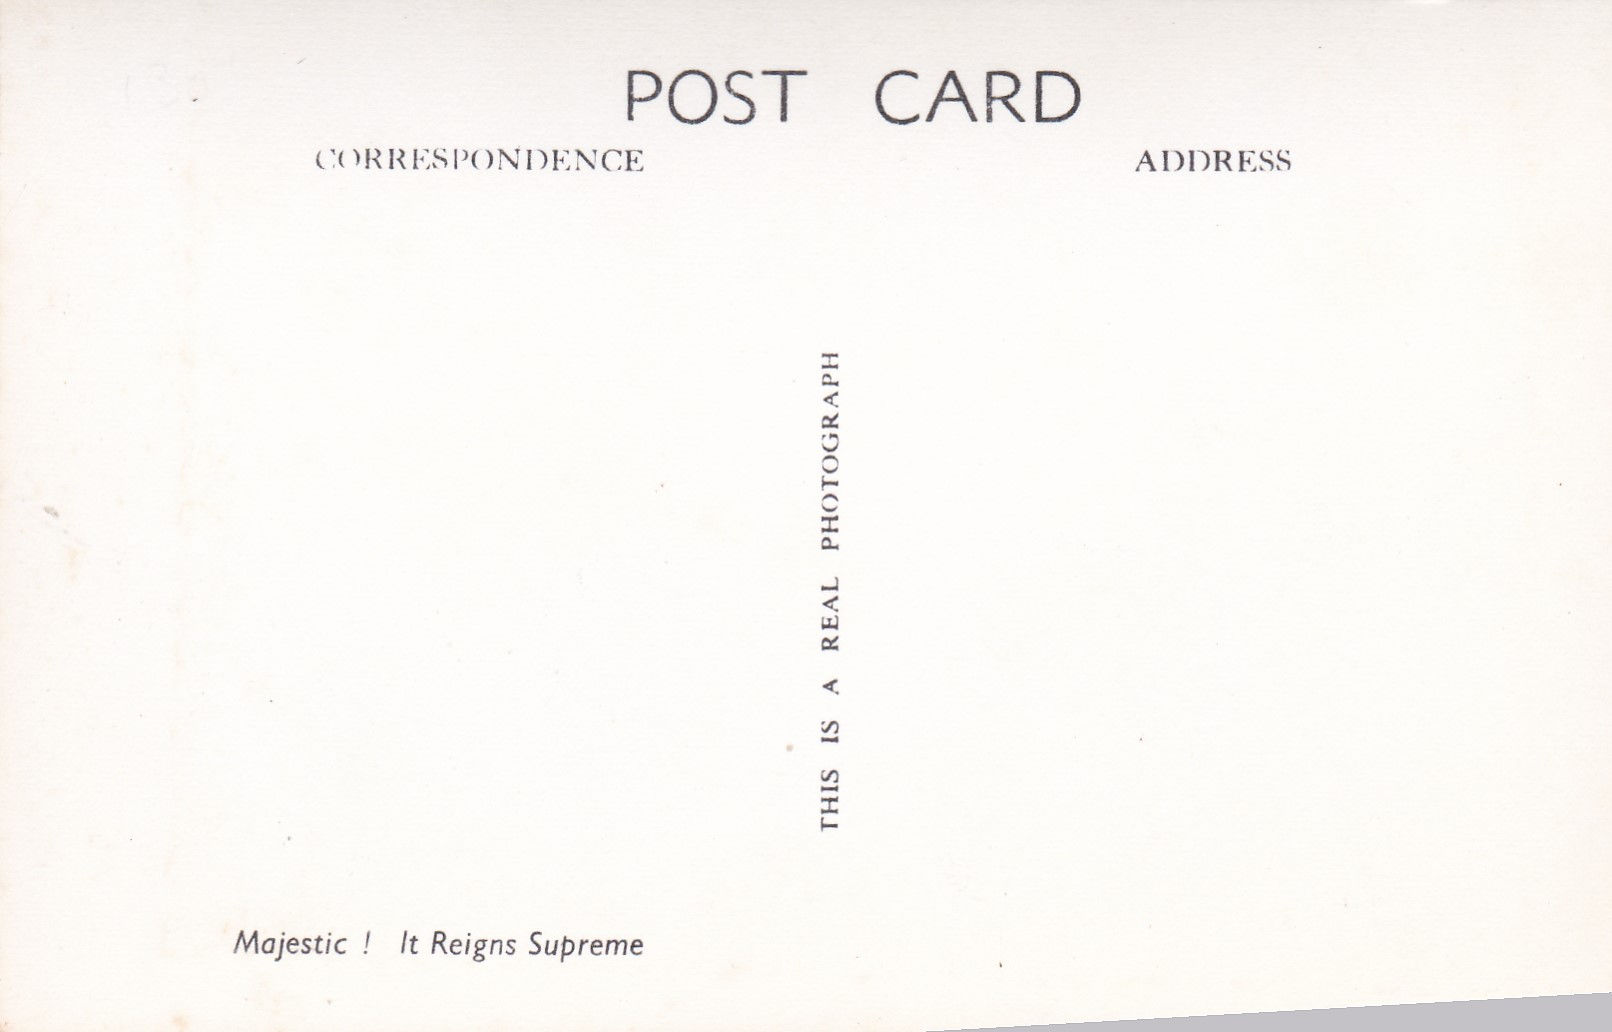 POST CARD
CORRESPONDENCE
ADDRESS
THIS IS A REAL PHOTOGRAPH
Majestic ! It Reigns Supreme